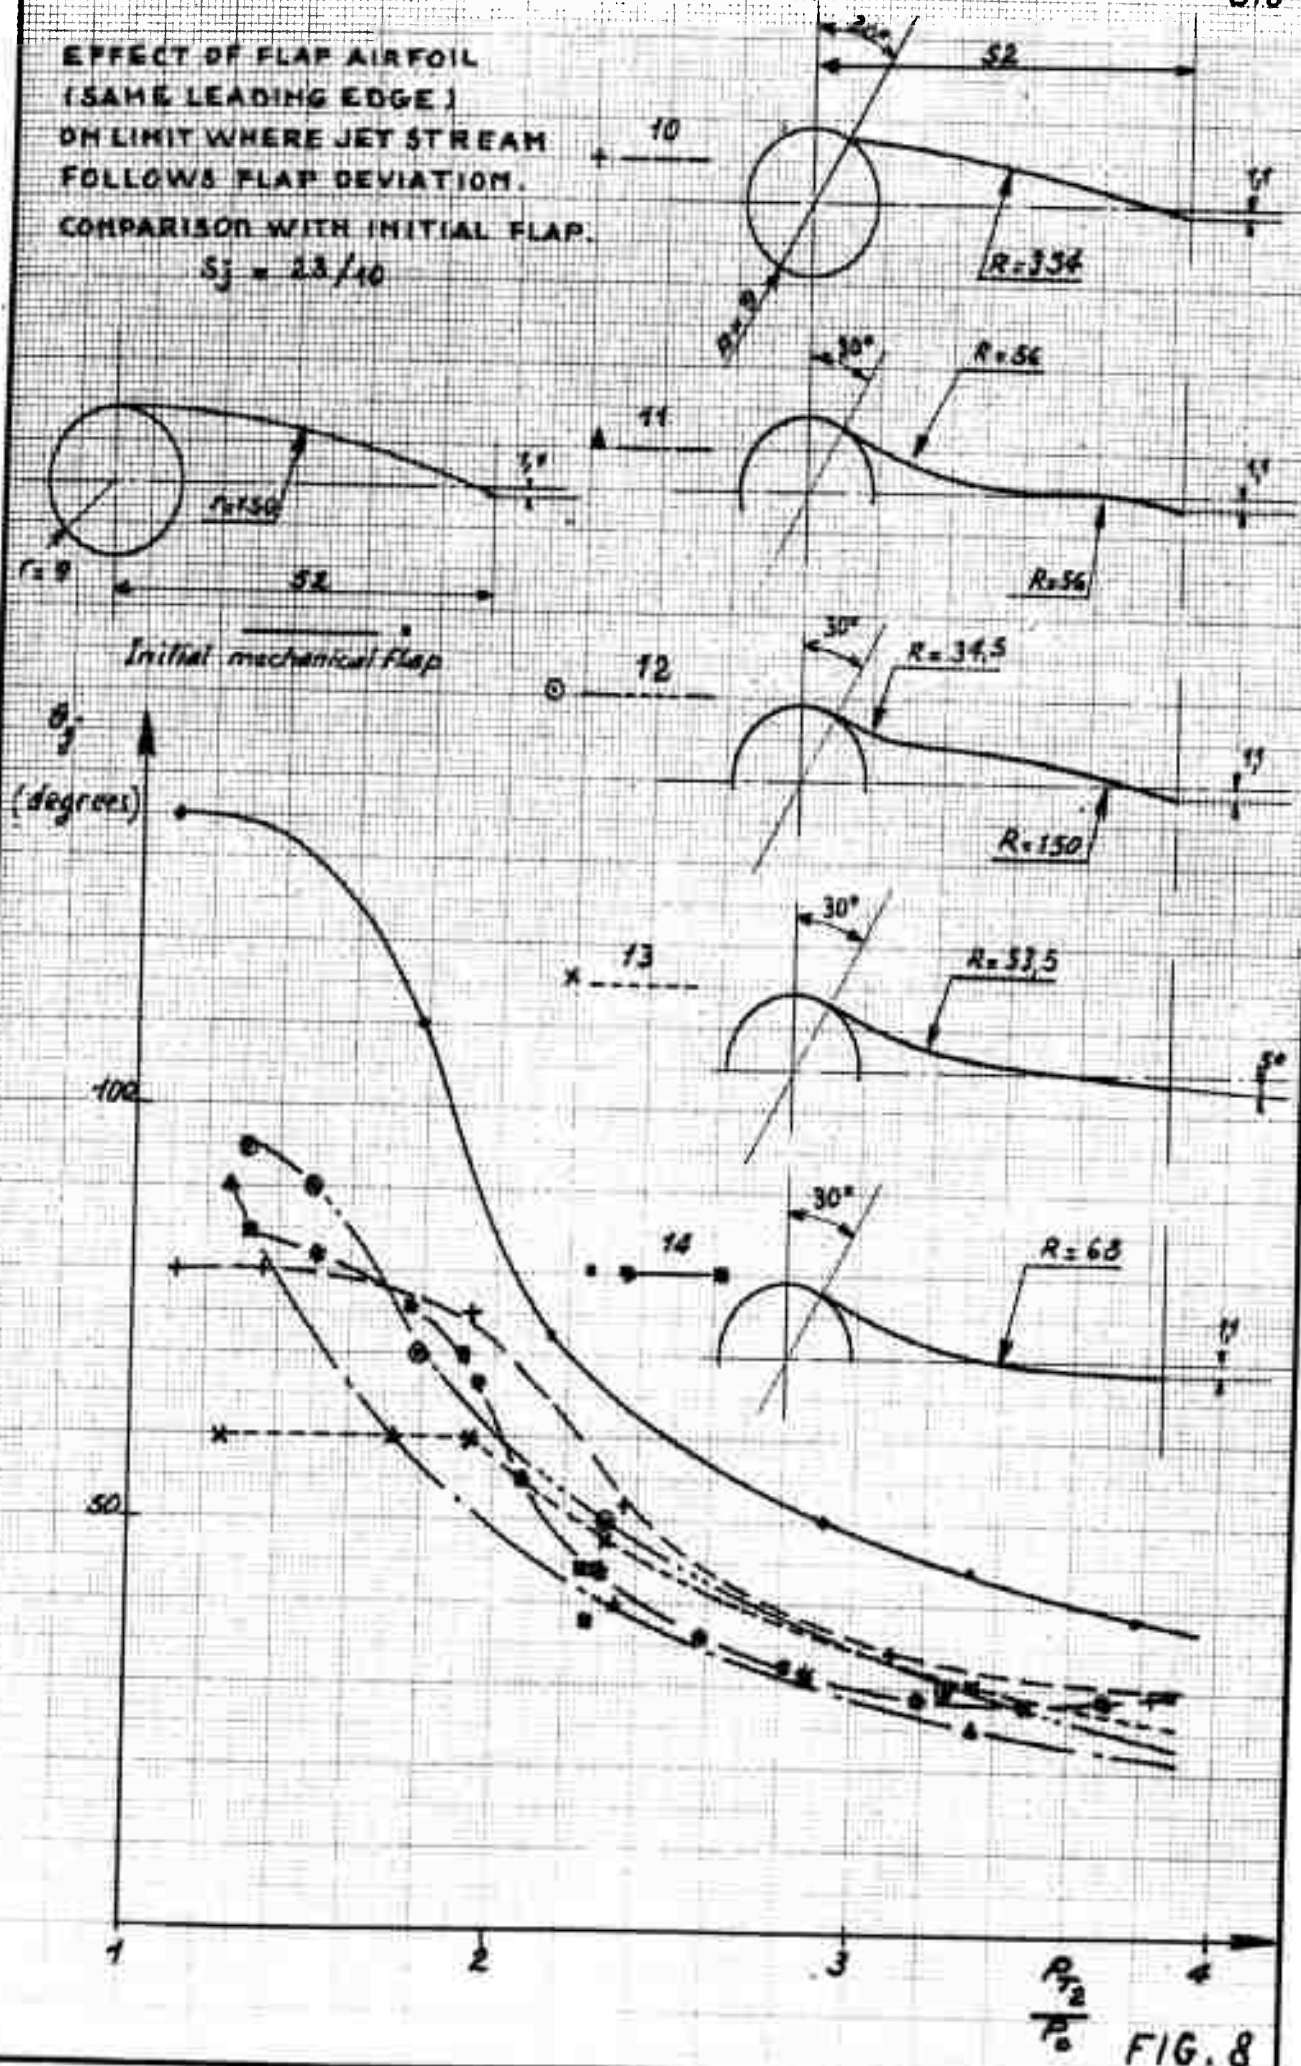 EFFECT OF FLAP AIRFOIL
(SAME LEADING EDGE)
ON LIMIT WHERE JET STREAM
FOLLOWS FLAP DEVIATION.
COMPARISON WITH INITIAL FLAP.
Sj = 23/10
52
10
R=334
30°
R=56
11
r=150
r=9
52
R=56
Initial mechanical flap
30°
R=34,5
12
θj
(degrees)
11
R=150
30°
13
R=33,5
5°
100
30°
14
R=68
11
50
1
2
3
4
PT2
P0
FIG. 8